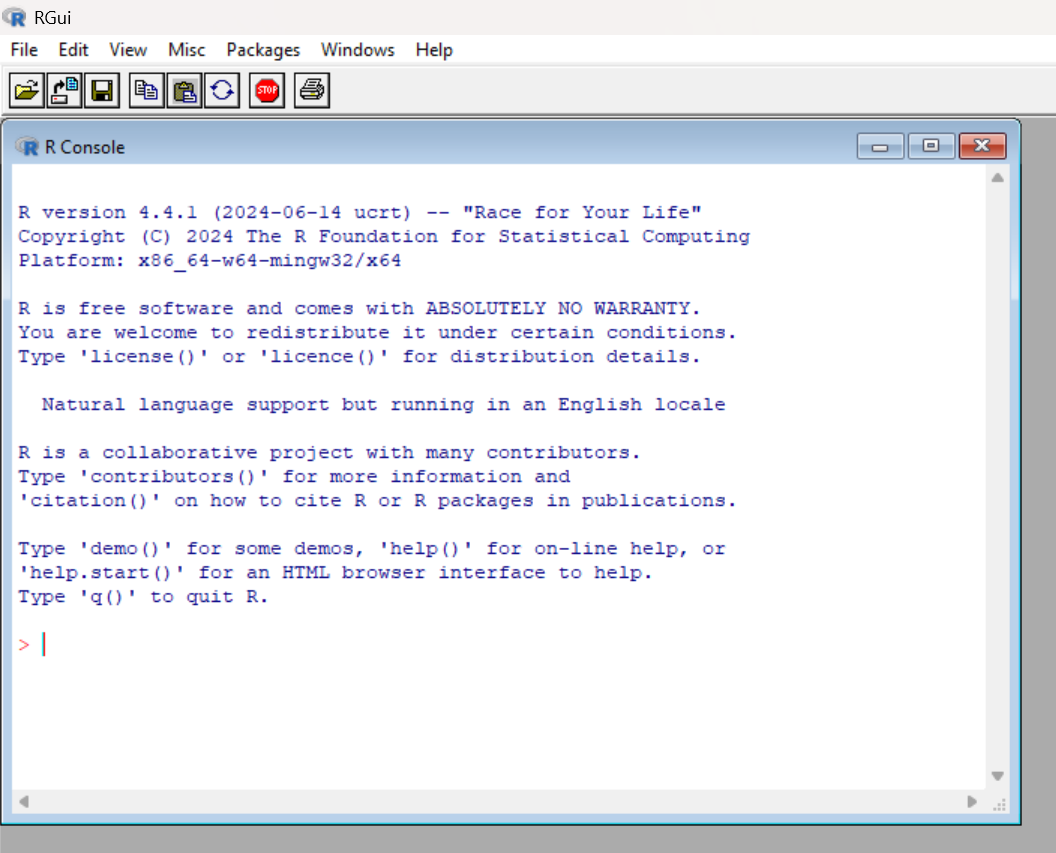 RGui
File Edit View Misc Packages Windows Help
STOP
R Console
R version 4.4.1 (2024-06-14 ucrt) -- "Race for Your Life"
Copyright (C) 2024 The R Foundation for Statistical Computing
Platform: x86_64-w64-mingw32/x64
R is free software and comes with ABSOLUTELY NO WARRANTY.
You are welcome to redistribute it under certain conditions.
Type 'license()' or 'licence()' for distribution details.
Natural language support but running in an English locale
R is a collaborative project with many contributors.
Type 'contributors()' for more information and
'citation()' on how to cite R or R packages in publications.
Type 'demo()' for some demos, 'help()' for on-line help, or
'help.start()' for an HTML browser interface to help.
Type 'q()' to quit R.
>